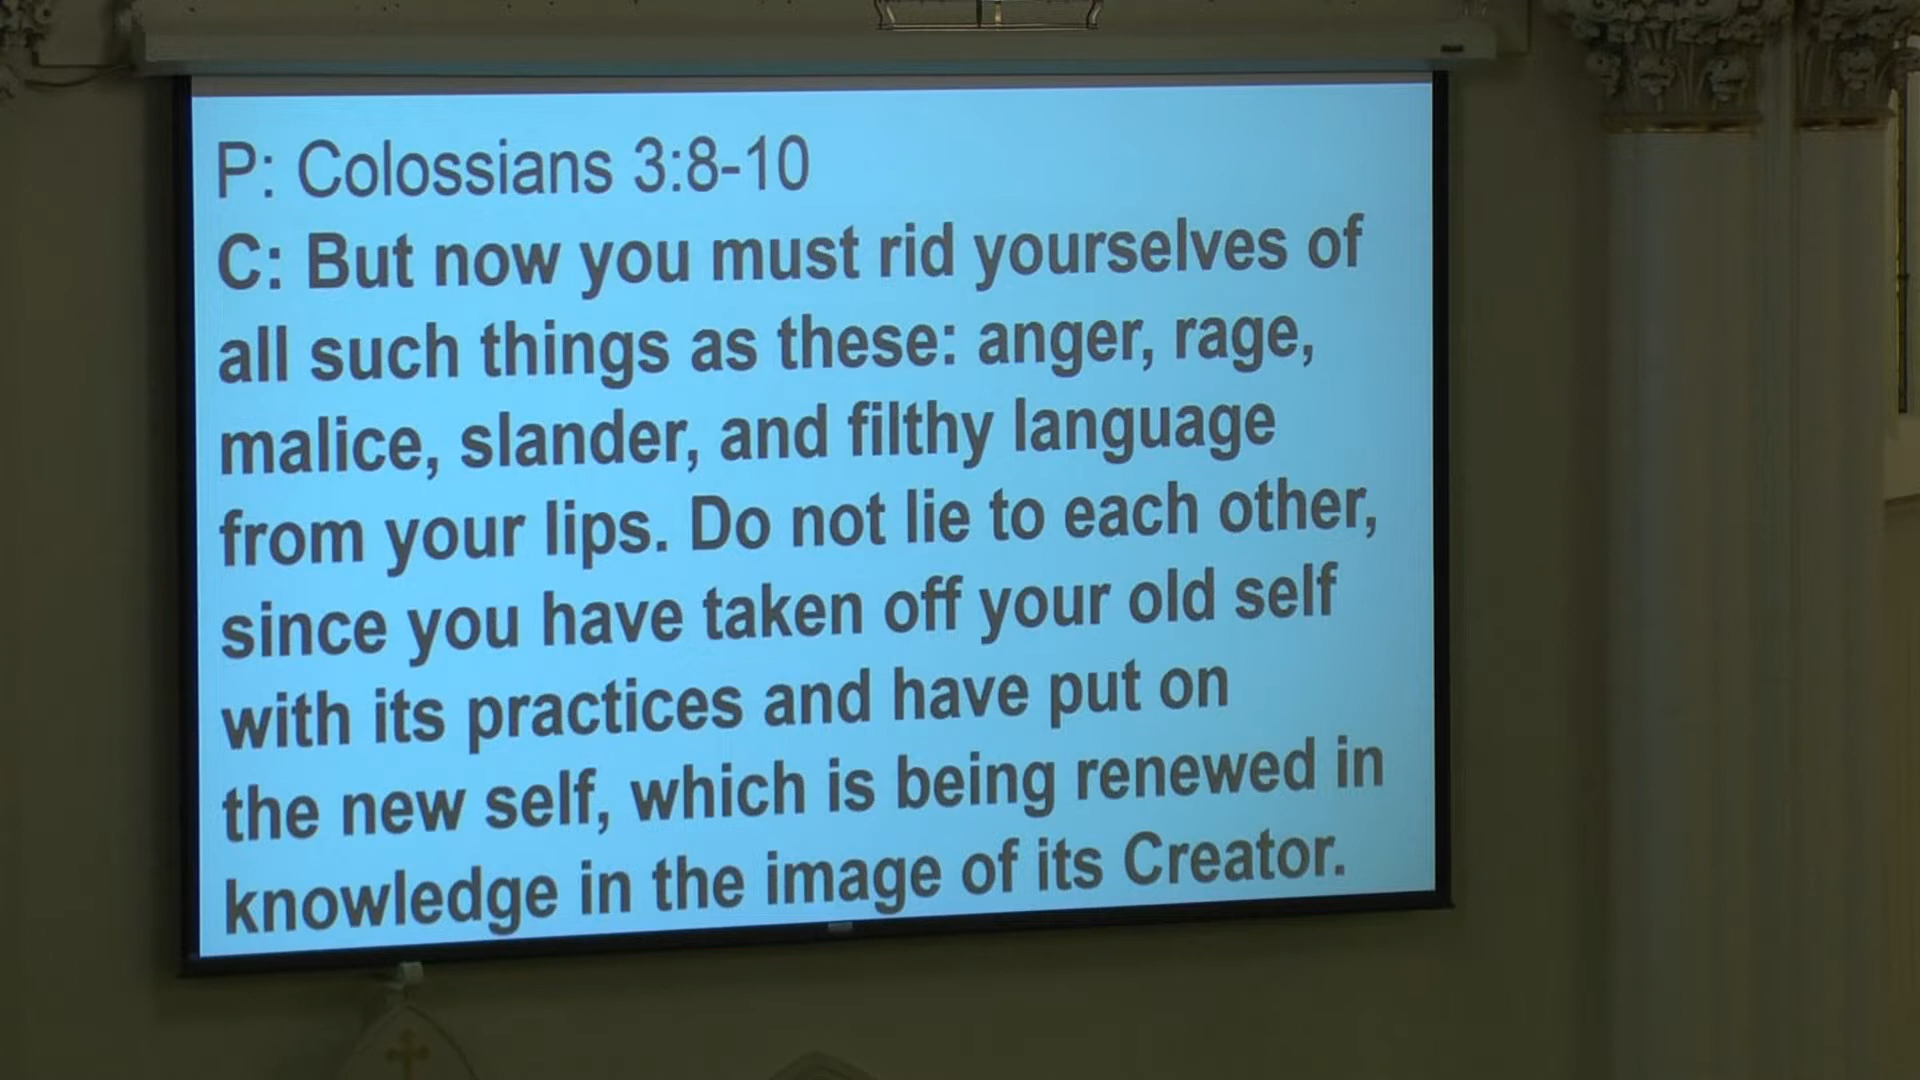 P: Colossians 3:8-10
C: But now you must rid yourselves of
all such things as these: anger, rage,
malice, slander, and filthy language
from your lips. Do not lie to each other,
since you have taken off your old self
with its practices and have put on
the new self, which is being renewed in
knowledge in the image of its Creator.